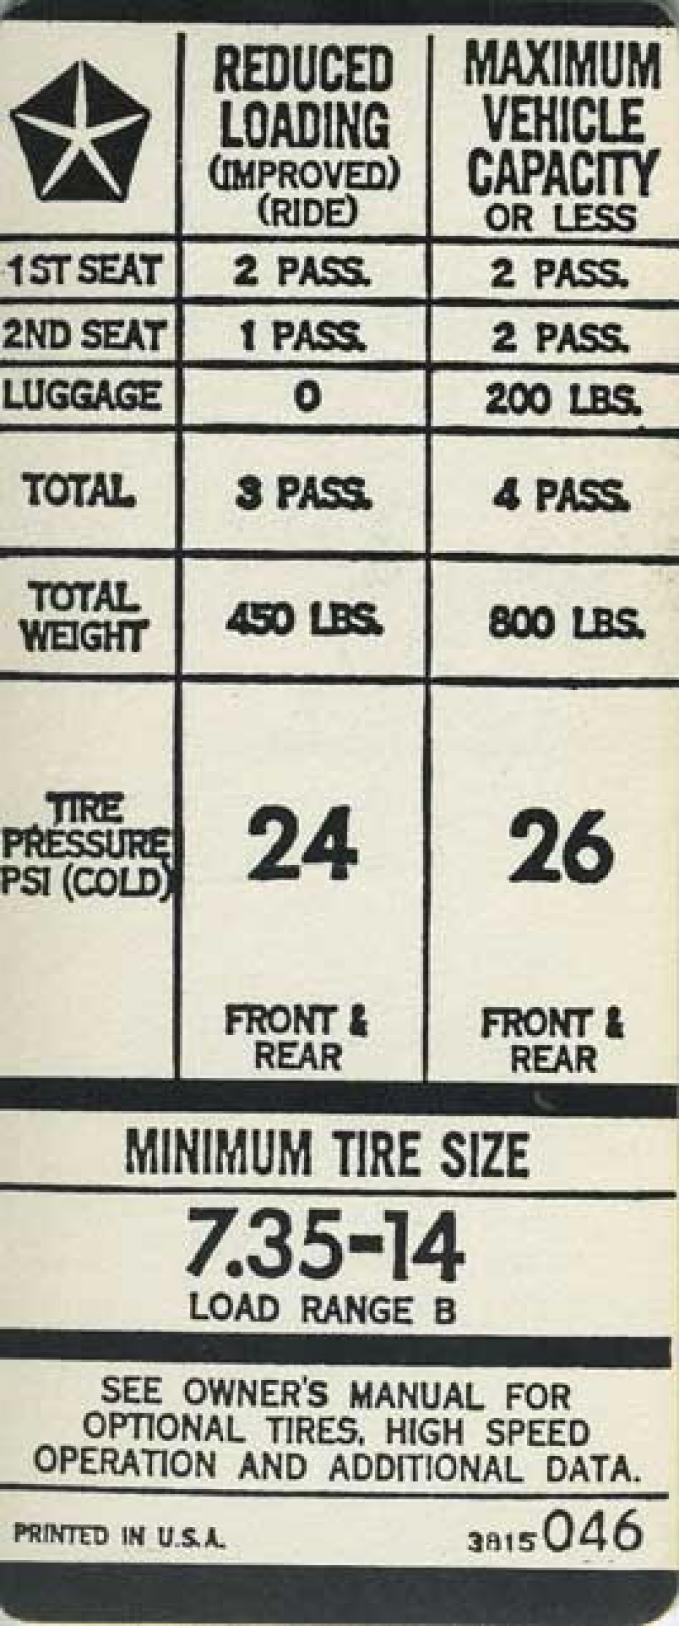 REDUCED
LOADING
(IMPROVED)
(RIDE)
MAXIMUM
VEHICLE
CAPACITY
OR LESS
1ST SEAT 2 PASS. 2 PASS.
2ND SEAT 1 PASS. 2 PASS.
LUGGAGE 0 200 LBS.
TOTAL 3 PASS. 4 PASS.
TOTAL
WEIGHT
450 LBS. 800 LBS.
TIRE
PRESSURE
PSI (COLD)
24 26
FRONT &
REAR
FRONT &
REAR
MINIMUM TIRE SIZE
7.35-14
LOAD RANGE B
SEE OWNER'S MANUAL FOR
OPTIONAL TIRES, HIGH SPEED
OPERATION AND ADDITIONAL DATA.
PRINTED IN U.S.A. 3815046